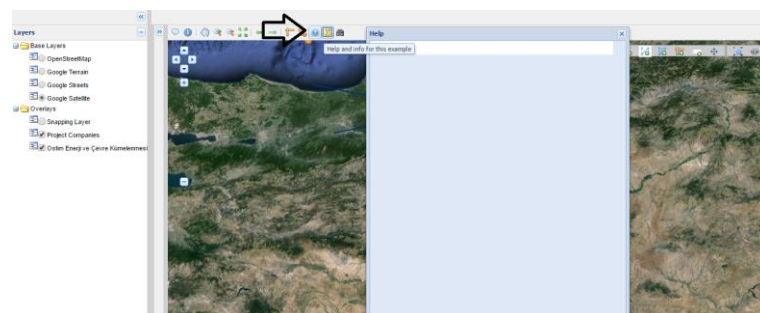 Layers
Base Layers
OpenStreetMap
Google Terrain
Google Streets
Google Satellite
Overlays
Snapping Layer
Project Companies
Ostim Enerji ve Çevre Kümelenmesi
Help
Help and info for this example